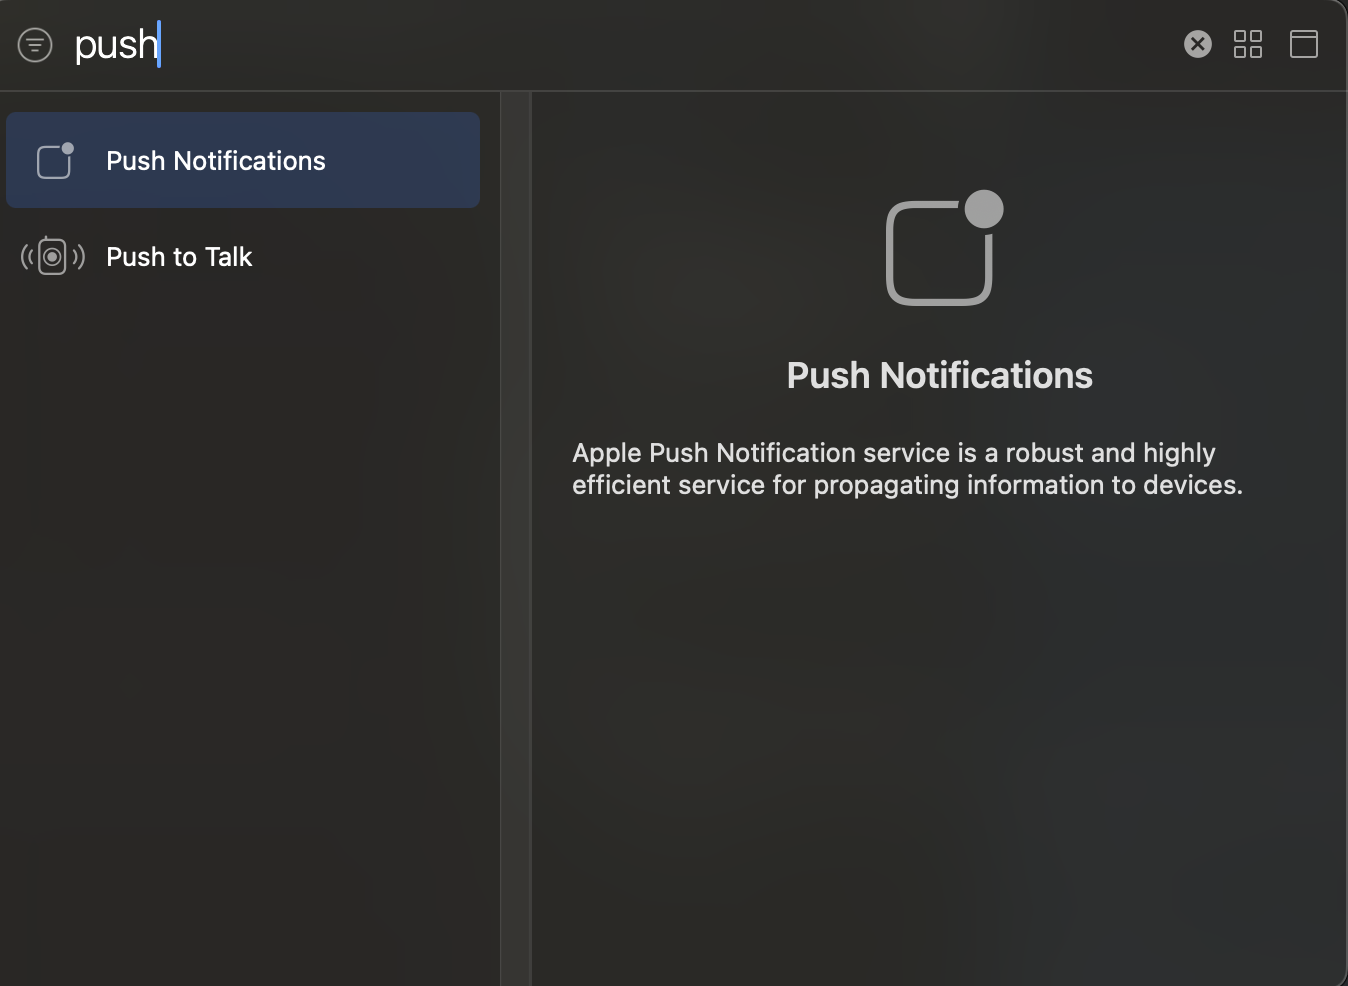 push
Push Notifications
Push to Talk
Push Notifications
Apple Push Notification service is a robust and highly
efficient service for propagating information to devices.